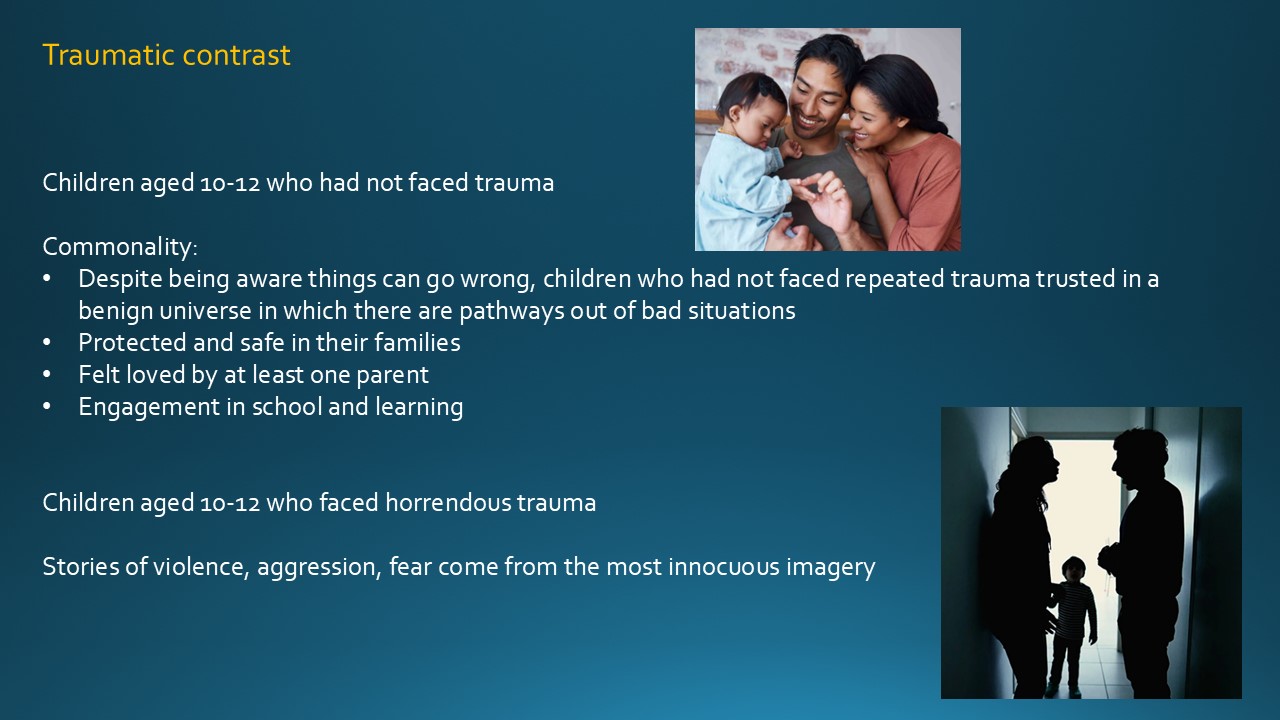 Traumatic contrast
Children aged 10-12 who had not faced trauma
Commonality:
• Despite being aware things can go wrong, children who had not faced repeated trauma trusted in a
benign universe in which there are pathways out of bad situations
• Protected and safe in their families
• Felt loved by at least one parent
• Engagement in school and learning
Children aged 10-12 who faced horrendous trauma
Stories of violence, aggression, fear come from the most innocuous imagery